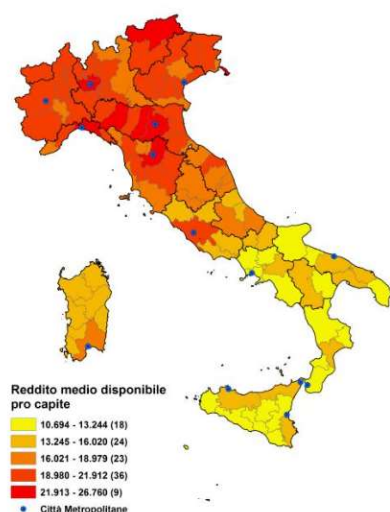 Reddito medio disponibile
pro capite
10.694 - 13.244 (18)
13.245 - 16.020 (24)
16.021 - 18.979 (23)
18.980 - 21.912 (36)
21.913 - 26.760 (9)
Città Metropolitane